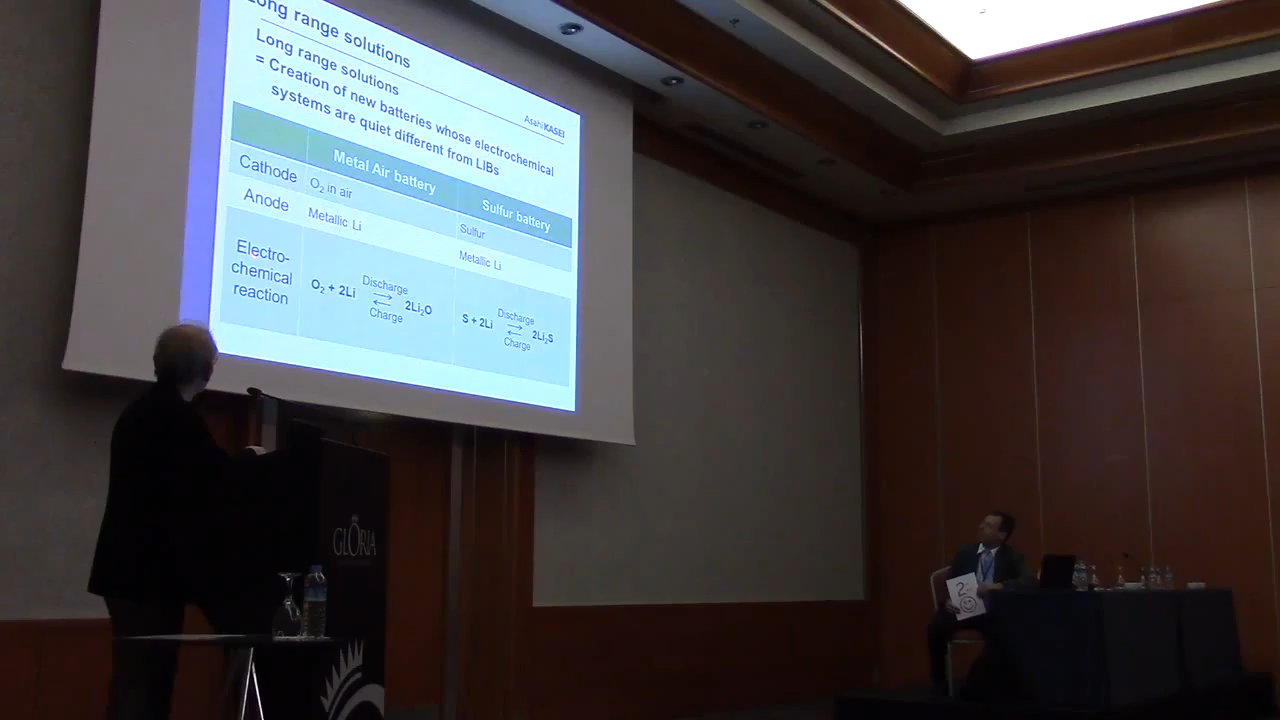 Long range solutions
AsahiKASEI
Long range solutions
= Creation of new batteries whose electrochemical
systems are quiet different from LIBs
Metal Air battery
Sulfur battery
Cathode
O₂ in air
Sulfur
Anode
Metallic Li
Metallic Li
Electro-
chemical
reaction
O₂ + 2Li
Discharge
Charge
2Li₂O
S + 2Li
Discharge
Charge
2Li₂S
GLORIA
2